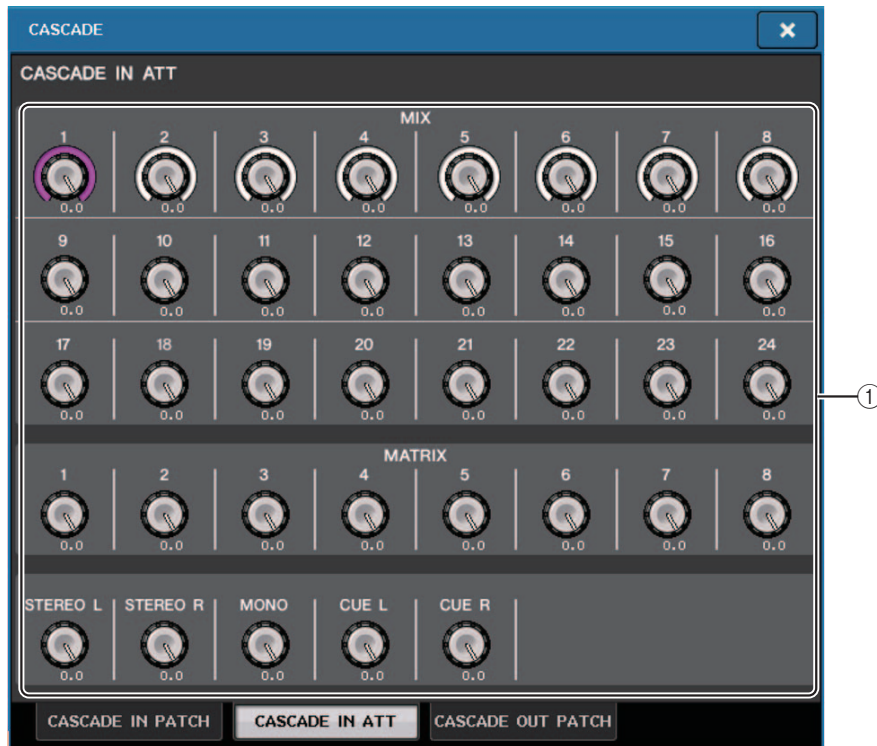 CASCADE
CASCADE IN ATT
MIX
1 2 3 4 5 6 7 8
0.0 0.0 0.0 0.0 0.0 0.0 0.0 0.0
9 10 11 12 13 14 15 16
0.0 0.0 0.0 0.0 0.0 0.0 0.0 0.0
17 18 19 20 21 22 23 24
0.0 0.0 0.0 0.0 0.0 0.0 0.0 0.0
①
MATRIX
1 2 3 4 5 6 7 8
0.0 0.0 0.0 0.0 0.0 0.0 0.0 0.0
STEREO L STEREO R MONO CUE L CUE R
0.0 0.0 0.0 0.0 0.0
CASCADE IN PATCH CASCADE IN ATT CASCADE OUT PATCH